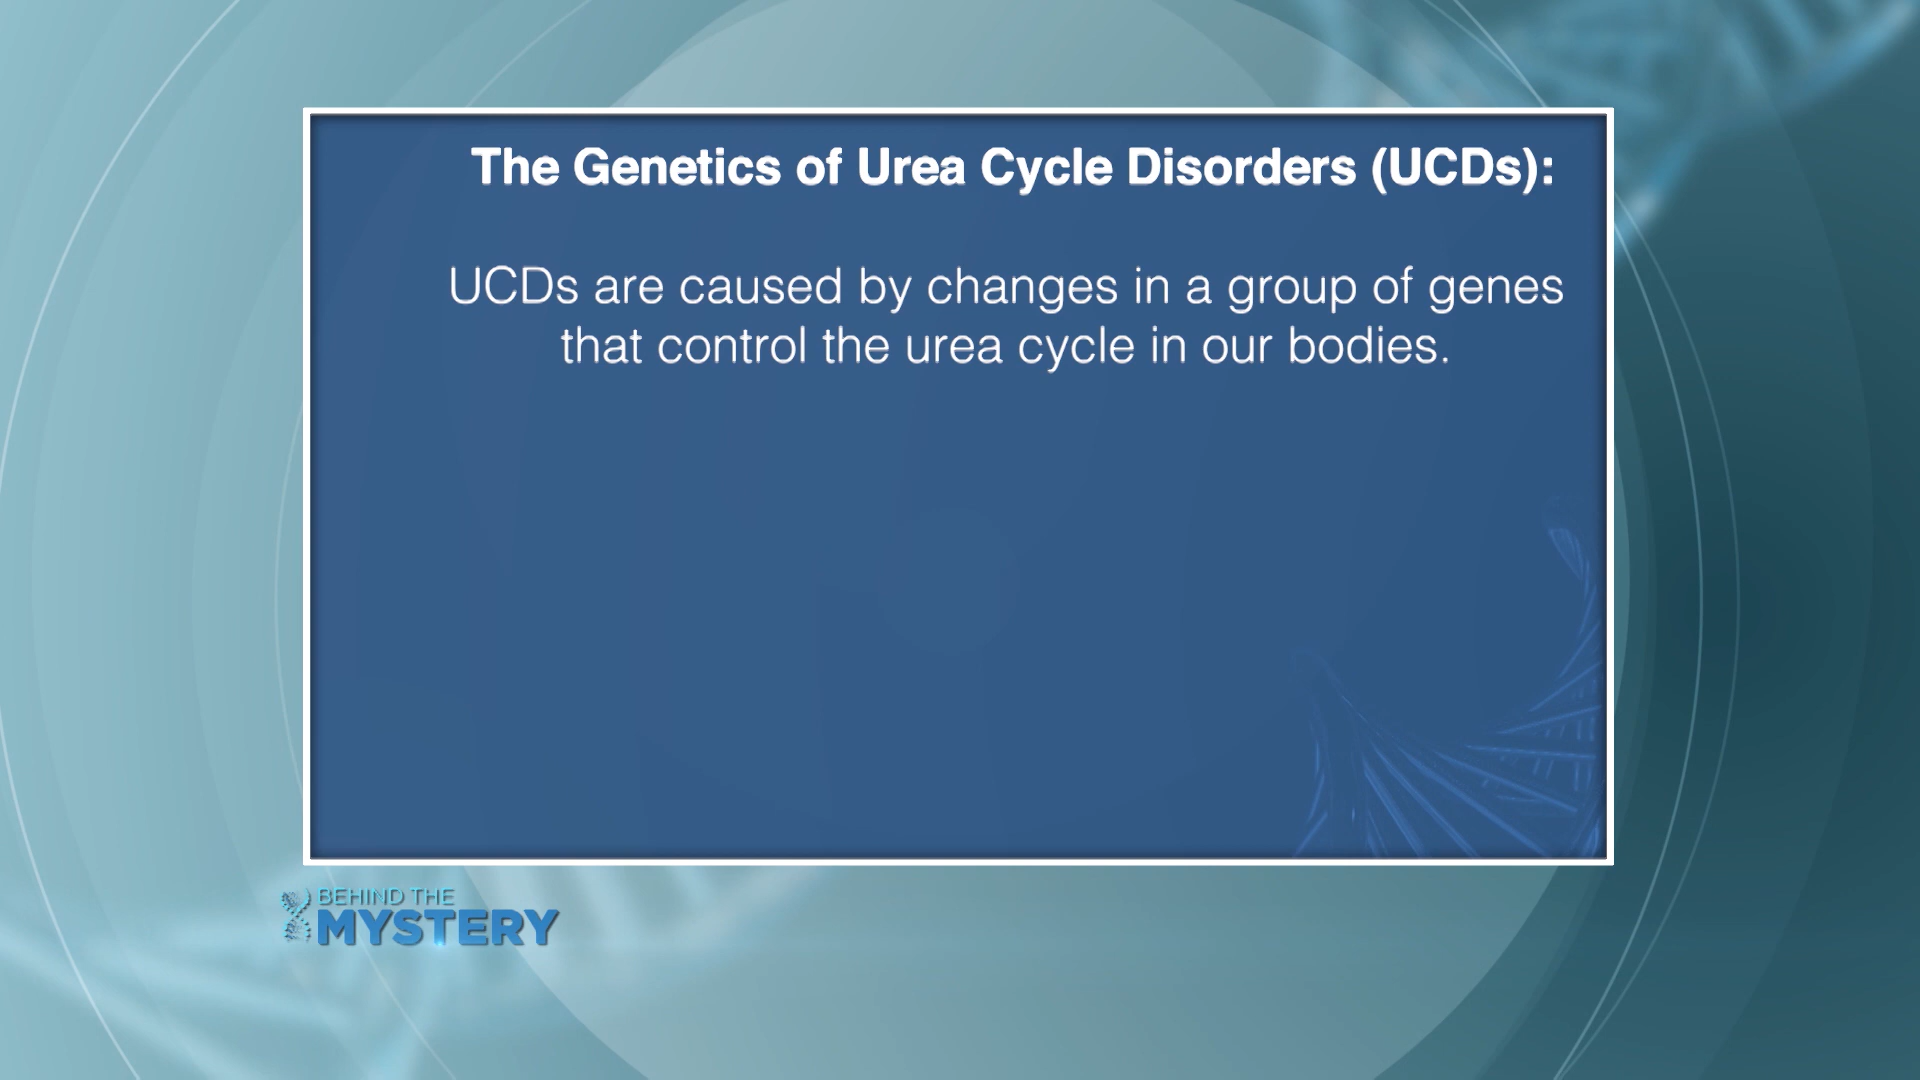 The Genetics of Urea Cycle Disorders (UCDs):
UCDs are caused by changes in a group of genes
that control the urea cycle in our bodies.
BEHIND THE
MYSTERY